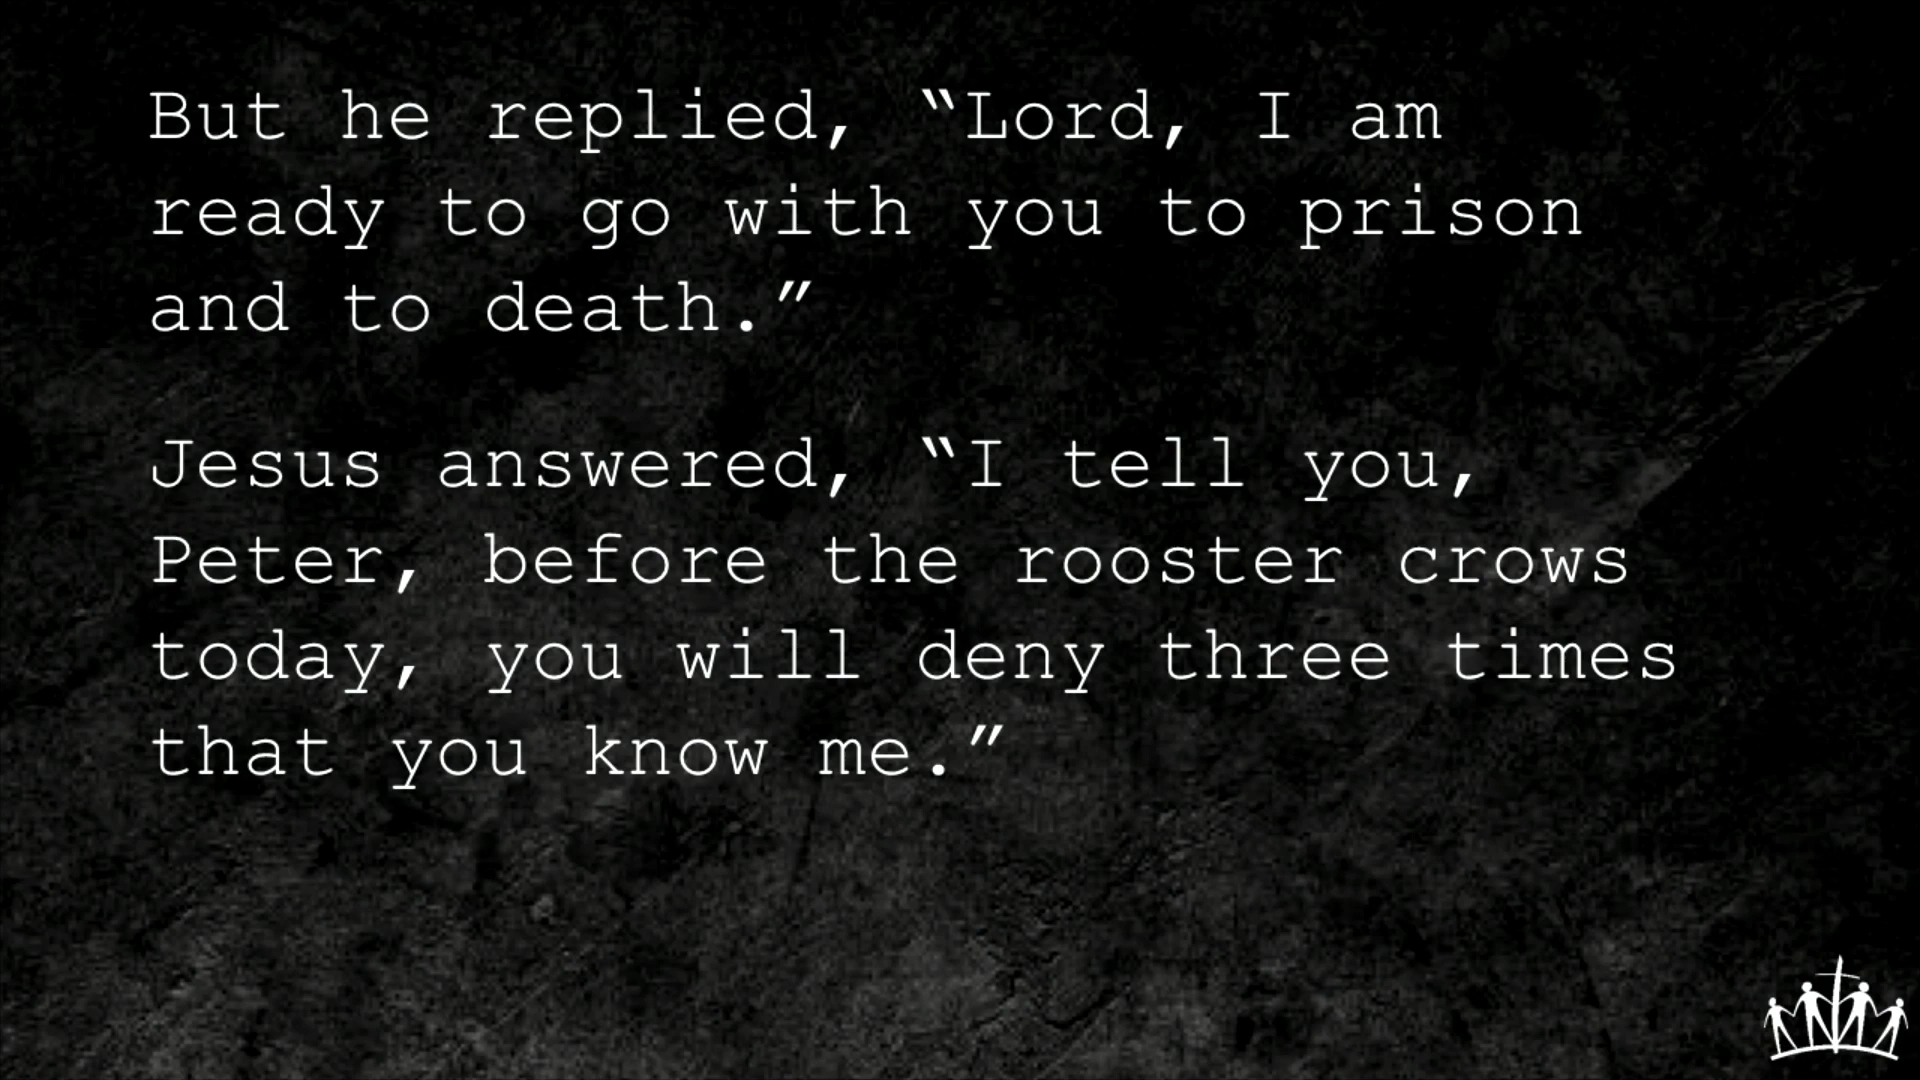 But he replied, “Lord, I am
ready to go with you to prison
and to death.”
Jesus answered, “I tell you,
Peter, before the rooster crows
today, you will deny three times
that you know me.”